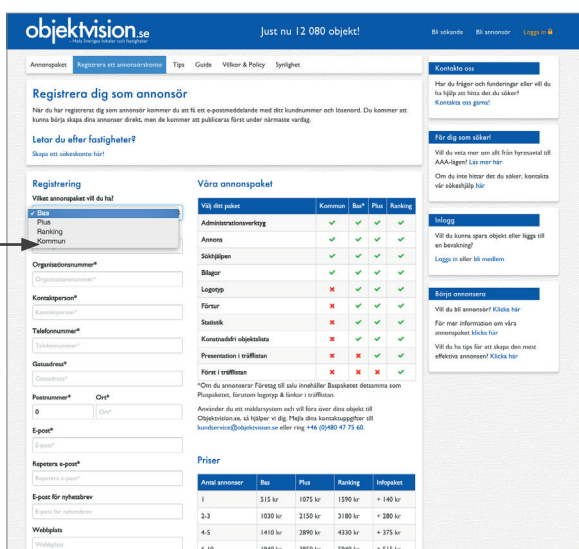 objektvision.se
- Hela Sveriges lokaler och fastigheter
Just nu 12 080 objekt!
Bli sökande Bli annonsör Logga in
Annonspaket Registrera ett annonsörskonto Tips Guide Villkor & Policy Synlighet
Registrera dig som annonsör
När du har registrerat dig som annonsör kommer du att få ett e-postmeddelande med ditt kundnummer och lösenord. Du kommer att
kunna börja skapa dina annonser direkt, men de kommer att publiceras först under närmaste vardag.
Letar du efter fastigheter?
Skapa ett sökeskonto här!
Registrering
Vilket annonspaket vill du ha?
✓ Bas
Plus
Ranking
Kommun
Organisationsnummer*
Organisationsnummer*
Kontaktperson*
Kontaktperson*
Telefonnummer*
Telefonnummer*
Gatuadress*
Gatuadress*
Postnummer* Ort*
0 Ort*
E-post*
E-post*
Repetera e-post*
Repetera e-post*
E-post för nyhetsbrev
E-post för nyhetsbrev
Webbplats
Webbplats
Våra annonspaket
Välj ditt paket Kommun Bas* Plus Ranking
Administrationsverktyg ✔ ✔ ✔ ✔
Annons ✔ ✔ ✔ ✔
Sökhjälpen ✔ ✔ ✔ ✔
Bilagor ✔ ✔ ✔ ✔
Logotyp ✖ ✔ ✔ ✔
Förtur ✖ ✔ ✔ ✔
Statistik ✖ ✔ ✔ ✔
Konstnadsfri objektslista ✖ ✔ ✔ ✔
Presentation i träfflistan ✖ ✖ ✔ ✔
Först i träfflistan ✖ ✖ ✖ ✔
*Om du annonserar Företag till salu innehåller Baspaketet detsamma som
Pluspaketet, förutom logotyp & länkar i träfflistan.
Använder du ett mäklarsystem och vill föra över dina objekt till
Objektvision.se, så hjälper vi dig. Mejla dina kontaktuppgifter till
kundservice@objektvision.se eller ring +46 (0)480 47 75 60.
Priser
Antal annonser Bas Plus Ranking Infopaket
1 515 kr 1075 kr 1590 kr + 140 kr
2-3 1030 kr 2150 kr 3180 kr + 280 kr
4-5 1410 kr 2890 kr 4330 kr + 375 kr
Kontakta oss
Har du frågor och funderingar eller vill du
ha hjälp att hitta det du söker?
Kontakta oss gärna!
För dig som söker!
Vill du veta mer om allt från hyresavtal till
AAA-lägen? Läs mer här
Om du inte hittar det du söker, kontakta
vår sökeshjälp här
Inlogg
Vill du kunna spara objekt eller lägga till
en bevakning?
Logga in eller bli medlem
Börja annonsera
Vill du bli annonsör? Klicka här
För mer information om våra
annonspaket klicka här
Vill du ha tips för att skapa den mest
effektiva annonsen? Klicka här